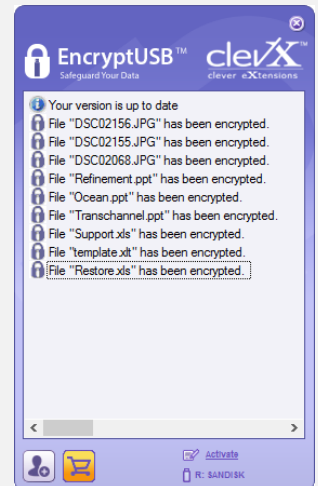 EncryptUSB™
Safeguard Your Data
clevX™
clever eXtensions
Your version is up to date
File "DSC02156.JPG" has been encrypted.
File "DSC02155.JPG" has been encrypted.
File "DSC02068.JPG" has been encrypted.
File "Refinement.ppt" has been encrypted.
File "Ocean.ppt" has been encrypted.
File "Transchannel.ppt" has been encrypted.
File "Support.xls" has been encrypted.
File "template.xlt" has been encrypted.
File "Restore.xls" has been encrypted.
Activate
R: SANDISK